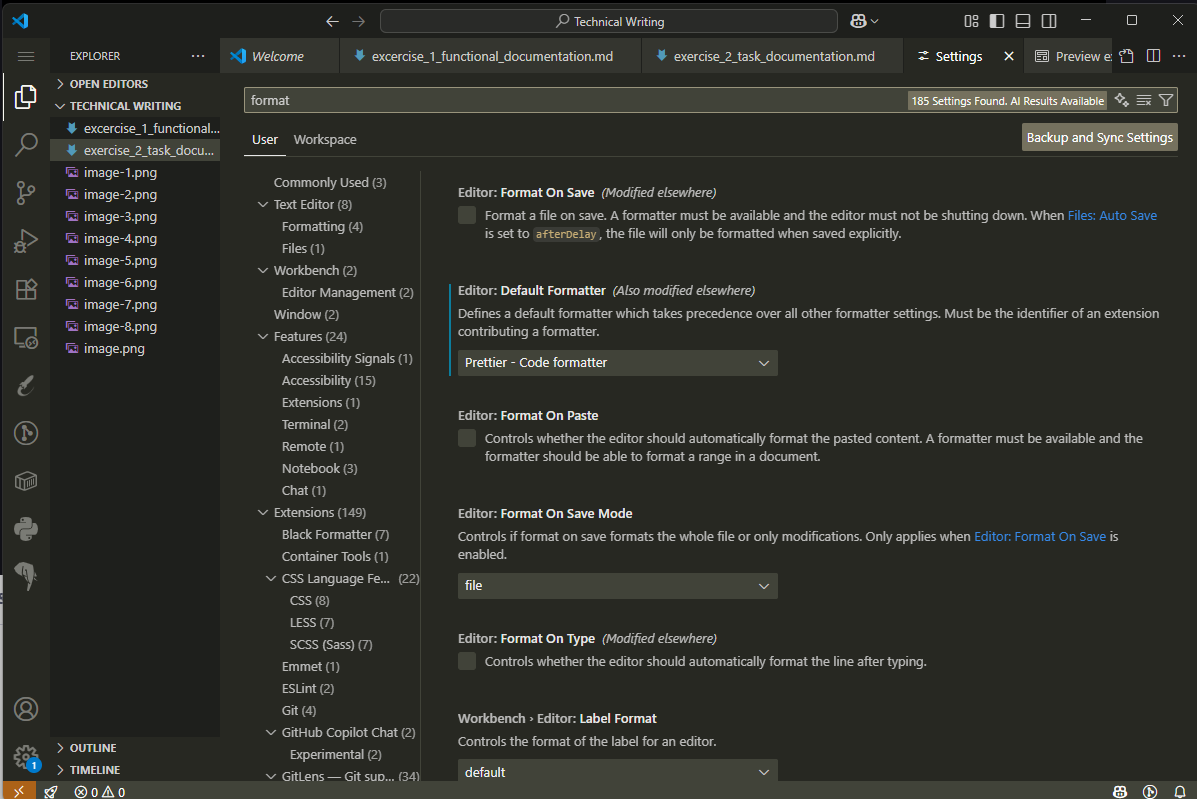 Technical Writing
EXPLORER
Welcome
excercise_1_functional_documentation.md
exercise_2_task_documentation.md
Settings
Preview e
OPEN EDITORS
TECHNICAL WRITING
excercise_1_functional...
exercise_2_task_docu...
image-1.png
image-2.png
image-3.png
image-4.png
image-5.png
image-6.png
image-7.png
image-8.png
image.png
OUTLINE
TIMELINE
format
185 Settings Found. AI Results Available
User
Workspace
Backup and Sync Settings
Commonly Used (3)
Text Editor (8)
Formatting (4)
Files (1)
Workbench (2)
Editor Management (2)
Window (2)
Features (24)
Accessibility Signals (1)
Accessibility (15)
Extensions (1)
Terminal (2)
Remote (1)
Notebook (3)
Chat (1)
Extensions (149)
Black Formatter (7)
Container Tools (1)
CSS Language Fe... (22)
CSS (8)
LESS (7)
SCSS (Sass) (7)
Emmet (1)
ESLint (2)
Git (4)
GitHub Copilot Chat (2)
Experimental (2)
GitLens — Git sup... (34)
Editor: Format On Save (Modified elsewhere)
Format a file on save. A formatter must be available and the editor must not be shutting down. When Files: Auto Save
is set to afterDelay, the file will only be formatted when saved explicitly.
Editor: Default Formatter (Also modified elsewhere)
Defines a default formatter which takes precedence over all other formatter settings. Must be the identifier of an extension
contributing a formatter.
Prettier - Code formatter
Editor: Format On Paste
Controls whether the editor should automatically format the pasted content. A formatter must be available and the
formatter should be able to format a range in a document.
Editor: Format On Save Mode
Controls if format on save formats the whole file or only modifications. Only applies when Editor: Format On Save is
enabled.
file
Editor: Format On Type (Modified elsewhere)
Controls whether the editor should automatically format the line after typing.
Workbench › Editor: Label Format
Controls the format of the label for an editor.
default
1
0 0